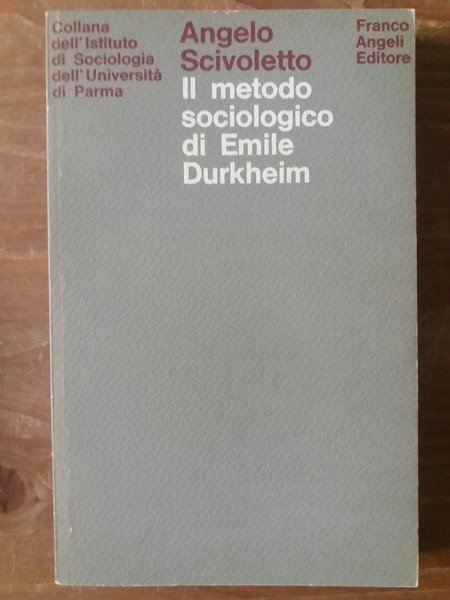 Collana
dell'Istituto
di Sociologia
dell'Università
di Parma
Angelo
Scivoletto
Il metodo
sociologico
di Emile
Durkheim
Franco
Angeli
Editore